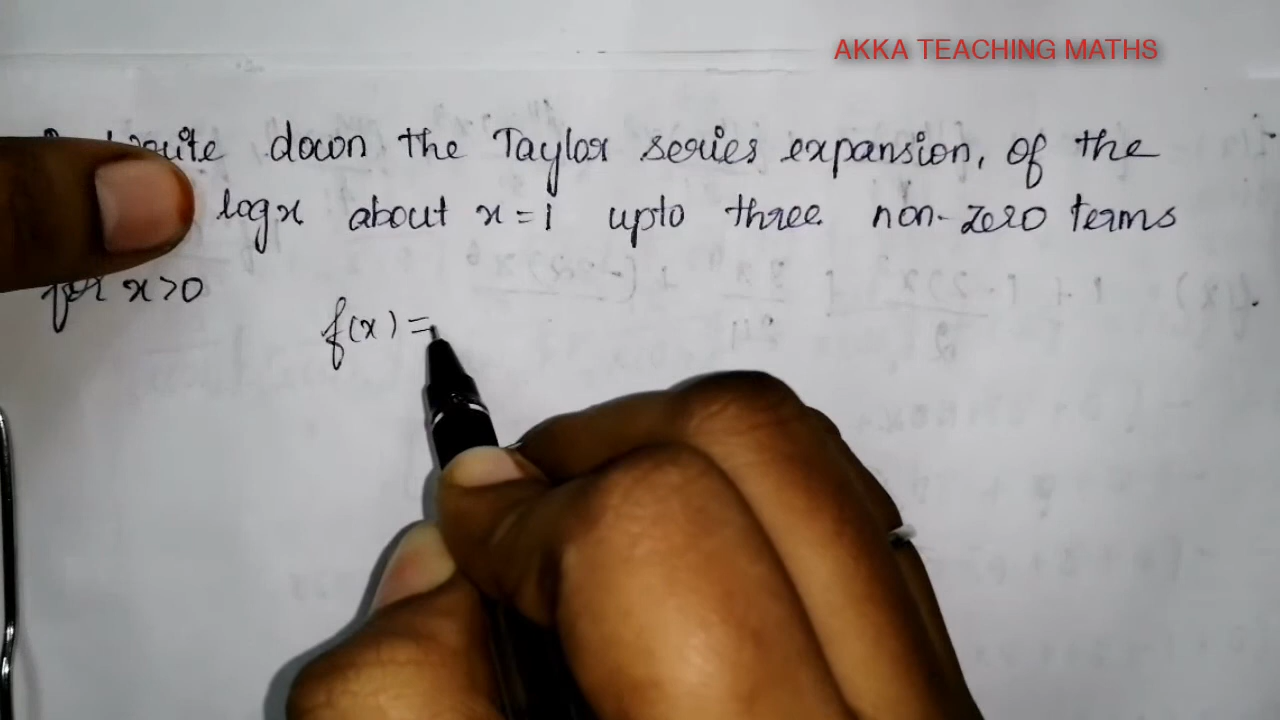 AKKA TEACHING MATHS
down the Taylor series expansion, of the
log x about x = 1 upto three non-zero terms
for x > 0
f(x) =